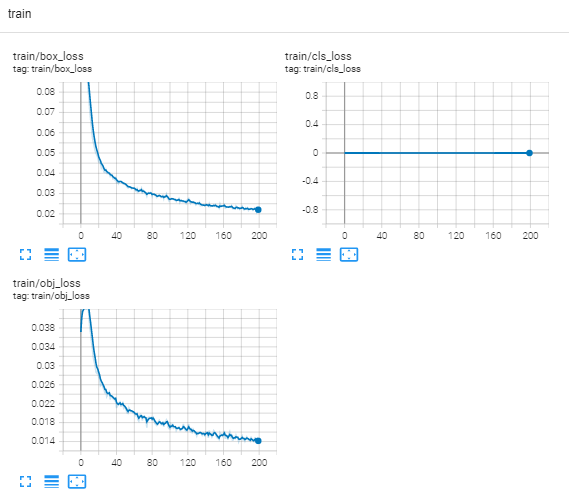 train
train/box_loss
tag: train/box_loss
0.08
0.07
0.06
0.05
0.04
0.03
0.02
0 40 80 120 160 200
train/cls_loss
tag: train/cls_loss
0.8
0.4
0
-0.4
-0.8
0 40 80 120 160 200
train/obj_loss
tag: train/obj_loss
0.038
0.034
0.03
0.026
0.022
0.018
0.014
0 40 80 120 160 200